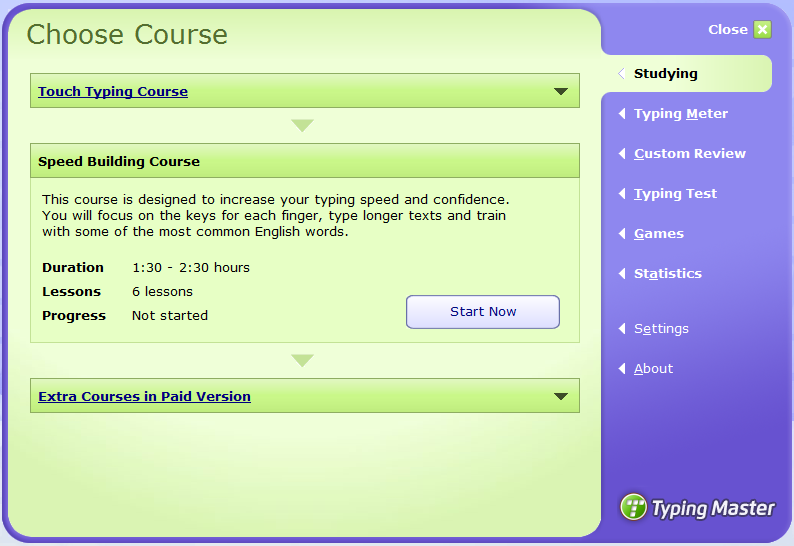 Choose Course
Close
Touch Typing Course
Speed Building Course
This course is designed to increase your typing speed and confidence.
You will focus on the keys for each finger, type longer texts and train
with some of the most common English words.
Duration 1:30 - 2:30 hours
Lessons 6 lessons
Progress Not started
Start Now
Extra Courses in Paid Version
Studying
Typing Meter
Custom Review
Typing Test
Games
Statistics
Settings
About
Typing Master